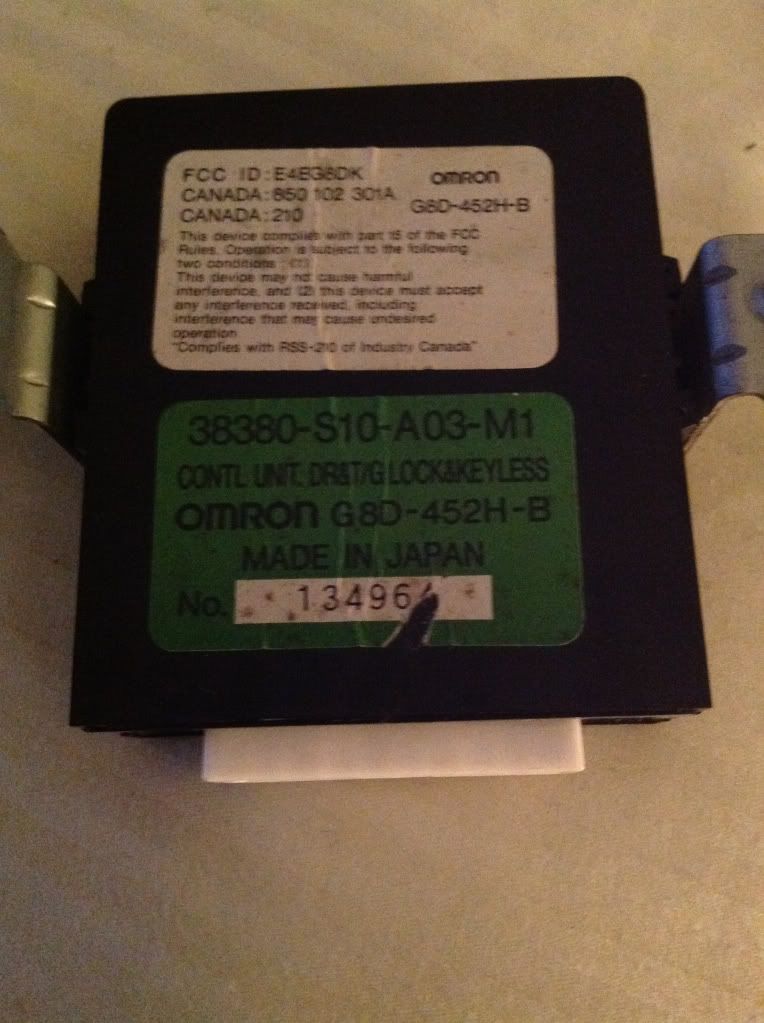 FCC ID: E4EG8DK
CANADA: 850 102 301A
CANADA: 210
OMRON
G8D-452H-B
This device complies with part 15 of the FCC
Rules. Operation is subject to the following
two conditions : (1)
This device may not cause harmful
interference, and (2) this device must accept
any interference received, including
interference that may cause undesired
operation
"Complies with RSS-210 of Industry Canada"
38380-S10-A03-M1
CONTL UNIT, DR&T/G LOCK&KEYLESS
OMRON G8D-452H-B
MADE IN JAPAN
No.